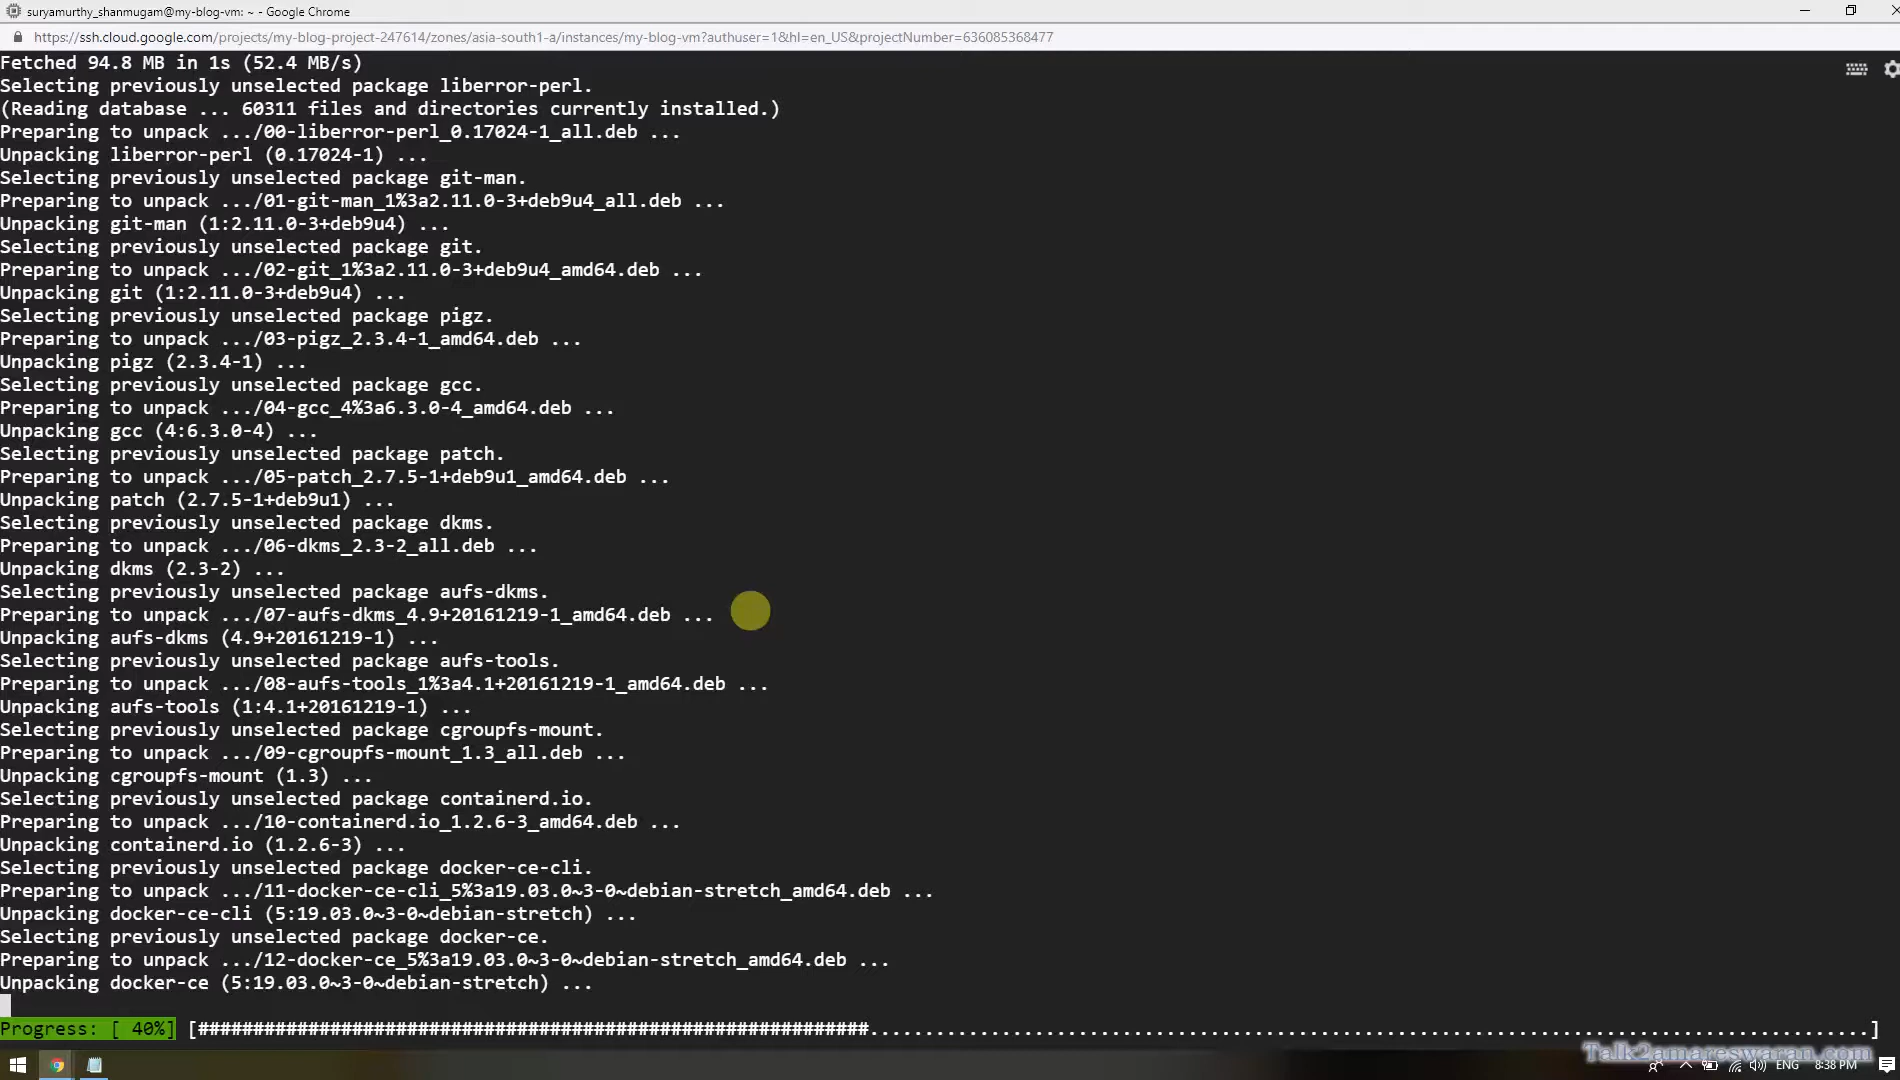 suryamurthy_shanmugam@my-blog-vm: ~ - Google Chrome
https://ssh.cloud.google.com/projects/my-blog-project-247614/zones/asia-south1-a/instances/my-blog-vm?authuser=1&hl=en_US&projectNumber=636085368477
Fetched 94.8 MB in 1s (52.4 MB/s)
Selecting previously unselected package liberror-perl.
(Reading database ... 60311 files and directories currently installed.)
Preparing to unpack .../00-liberror-perl_0.17024-1_all.deb ...
Unpacking liberror-perl (0.17024-1) ...
Selecting previously unselected package git-man.
Preparing to unpack .../01-git-man_1%3a2.11.0-3+deb9u4_all.deb ...
Unpacking git-man (1:2.11.0-3+deb9u4) ...
Selecting previously unselected package git.
Preparing to unpack .../02-git_1%3a2.11.0-3+deb9u4_amd64.deb ...
Unpacking git (1:2.11.0-3+deb9u4) ...
Selecting previously unselected package pigz.
Preparing to unpack .../03-pigz_2.3.4-1_amd64.deb ...
Unpacking pigz (2.3.4-1) ...
Selecting previously unselected package gcc.
Preparing to unpack .../04-gcc_4%3a6.3.0-4_amd64.deb ...
Unpacking gcc (4:6.3.0-4) ...
Selecting previously unselected package patch.
Preparing to unpack .../05-patch_2.7.5-1+deb9u1_amd64.deb ...
Unpacking patch (2.7.5-1+deb9u1) ...
Selecting previously unselected package dkms.
Preparing to unpack .../06-dkms_2.3-2_all.deb ...
Unpacking dkms (2.3-2) ...
Selecting previously unselected package aufs-dkms.
Preparing to unpack .../07-aufs-dkms_4.9+20161219-1_amd64.deb ...
Unpacking aufs-dkms (4.9+20161219-1) ...
Selecting previously unselected package aufs-tools.
Preparing to unpack .../08-aufs-tools_1%3a4.1+20161219-1_amd64.deb ...
Unpacking aufs-tools (1:4.1+20161219-1) ...
Selecting previously unselected package cgroupfs-mount.
Preparing to unpack .../09-cgroupfs-mount_1.3_all.deb ...
Unpacking cgroupfs-mount (1.3) ...
Selecting previously unselected package containerd.io.
Preparing to unpack .../10-containerd.io_1.2.6-3_amd64.deb ...
Unpacking containerd.io (1.2.6-3) ...
Selecting previously unselected package docker-ce-cli.
Preparing to unpack .../11-docker-ce-cli_5%3a19.03.0~3-0~debian-stretch_amd64.deb ...
Unpacking docker-ce-cli (5:19.03.0~3-0~debian-stretch) ...
Selecting previously unselected package docker-ce.
Preparing to unpack .../12-docker-ce_5%3a19.03.0~3-0~debian-stretch_amd64.deb ...
Unpacking docker-ce (5:19.03.0~3-0~debian-stretch) ...
Progress: [ 40%] [#############################################################...........................................................................................]
Talk2amareswaran.com
ENG 8:38 PM